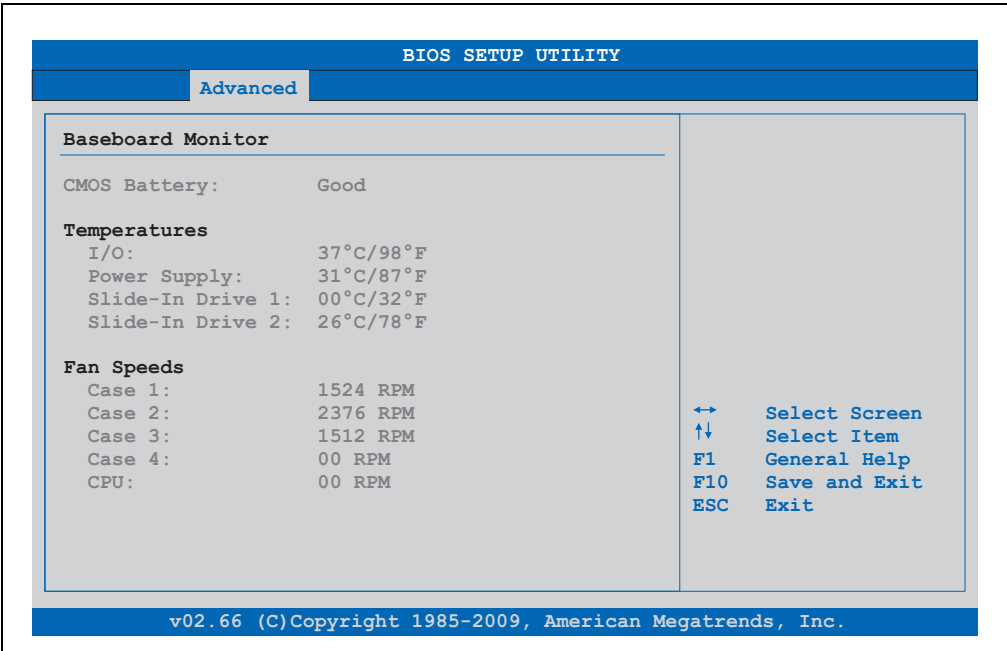 BIOS SETUP UTILITY
Advanced
Baseboard Monitor
CMOS Battery: Good
Temperatures
I/O: 37°C/98°F
Power Supply: 31°C/87°F
Slide-In Drive 1: 00°C/32°F
Slide-In Drive 2: 26°C/78°F
Fan Speeds
Case 1: 1524 RPM
Case 2: 2376 RPM
Case 3: 1512 RPM
Case 4: 00 RPM
CPU: 00 RPM
↔ Select Screen
↑↓ Select Item
F1 General Help
F10 Save and Exit
ESC Exit
v02.66 (C)Copyright 1985-2009, American Megatrends, Inc.